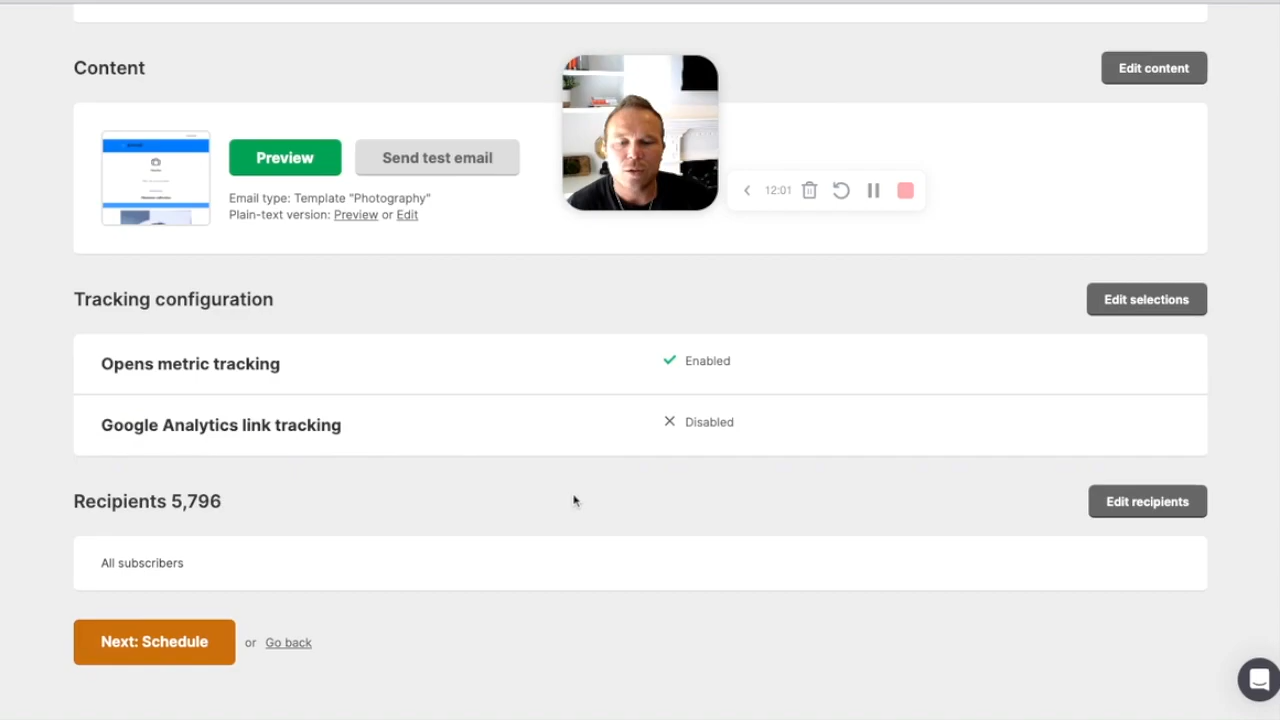 Content
Edit content
Preview
Send test email
Email type: Template "Photography"
Plain-text version: Preview or Edit
12:01
Tracking configuration
Edit selections
Opens metric tracking
Enabled
Google Analytics link tracking
Disabled
Recipients 5,796
Edit recipients
All subscribers
Next: Schedule
or Go back